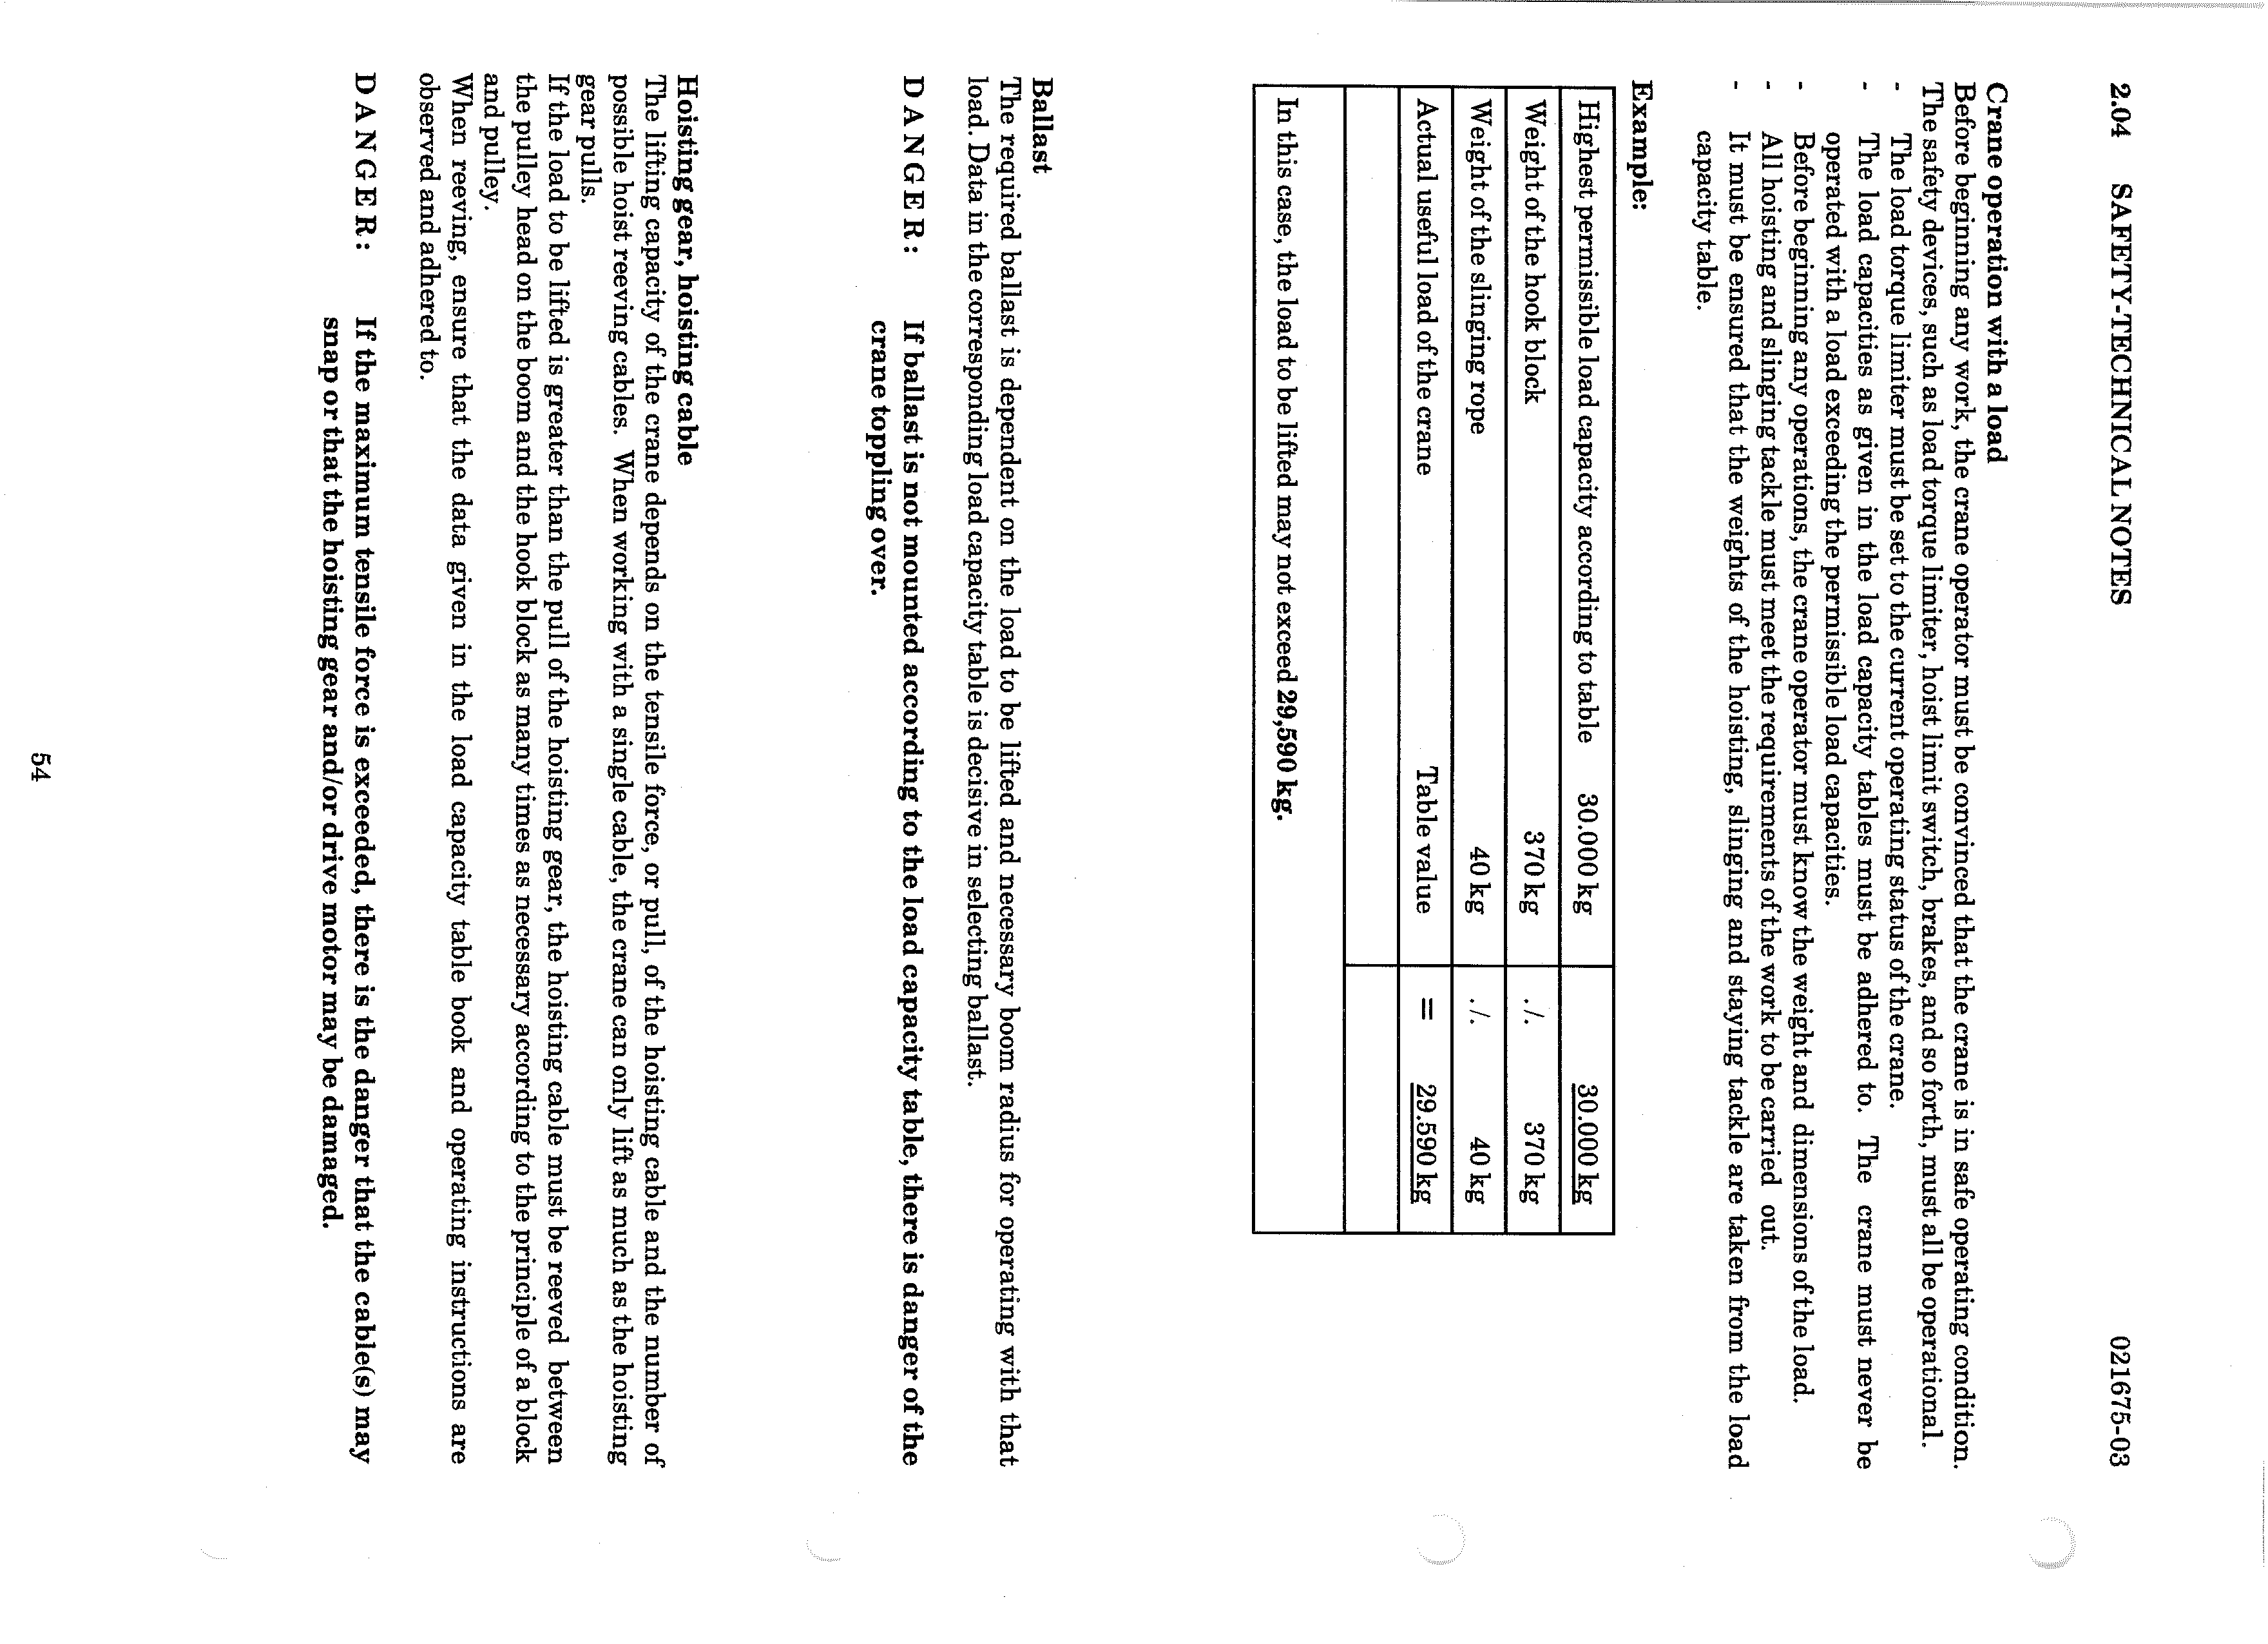 2.04 SAFETY-TECHNICAL NOTES 021675-03
Crane operation with a load
Before beginning any work, the crane operator must be convinced that the crane is in safe operating condition.
The safety devices, such as load torque limiter, hoist limit switch, brakes, and so forth, must all be operational.
- The load torque limiter must be set to the current operating status of the crane.
- The load capacities as given in the load capacity tables must be adhered to. The crane must never be
operated with a load exceeding the permissible load capacities.
- Before beginning any operations, the crane operator must know the weight and dimensions of the load.
- All hoisting and slinging tackle must meet the requirements of the work to be carried out.
- It must be ensured that the weights of the hoisting, slinging and staying tackle are taken from the load
capacity table.
Example:
Highest permissible load capacity according to table 30.000 kg 30.000 kg
Weight of the hook block 370 kg ./. 370 kg
Weight of the slinging rope 40 kg ./. 40 kg
Actual useful load of the crane Table value = 29.590 kg
In this case, the load to be lifted may not exceed 29,590 kg.
Ballast
The required ballast is dependent on the load to be lifted and necessary boom radius for operating with that
load. Data in the corresponding load capacity table is decisive in selecting ballast.
D A N G E R : If ballast is not mounted according to the load capacity table, there is danger of the
crane toppling over.
Hoisting gear, hoisting cable
The lifting capacity of the crane depends on the tensile force, or pull, of the hoisting cable and the number of
possible hoist reeving cables. When working with a single cable, the crane can only lift as much as the hoisting
gear pulls.
If the load to be lifted is greater than the pull of the hoisting gear, the hoisting cable must be reeved between
the pulley head on the boom and the hook block as many times as necessary according to the principle of a block
and pulley.
When reeving, ensure that the data given in the load capacity table book and operating instructions are
observed and adhered to.
D A N G E R : If the maximum tensile force is exceeded, there is the danger that the cable(s) may
snap or that the hoisting gear and/or drive motor may be damaged.
54